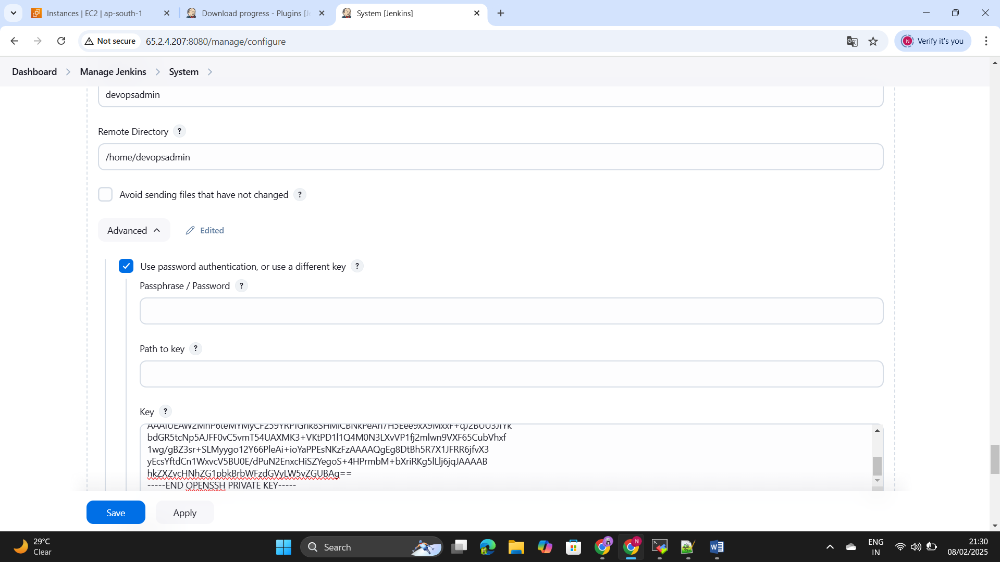 Instances | EC2 | ap-south-1
Download progress - Plugins [Je
System [Jenkins]
Not secure
65.2.4.207:8080/manage/configure
N
Verify it's you
Dashboard
Manage Jenkins
System
devopsadmin
Remote Directory ?
/home/devopsadmin
Avoid sending files that have not changed ?
Advanced
Edited
Use password authentication, or use a different key ?
Passphrase / Password ?
Path to key ?
Key ?
bdGR5tcNp5AJFF0vC5vmT54UAXMK3+VKtPD1l1Q4M0N3LXvVP1fj2mlwn9VXF65CubVhxf
1wg/gBZ3sr+SLMyygo12Y66PleAi+ioYaPPEsNKzFzAAAAQgEg8DtBh5R7X1JFRR6jfvX3
yEcsYftdCn1WxvcV5BU0E/dPuN2EnxcHiSZYegoS+4HPrmbM+bXriRKg5lLlj6jqJAAAAB
hkZXZvcHNhZG1pbkBrbWFzdGVyLW5vZGUBAg==
-----END OPENSSH PRIVATE KEY-----
Save
Apply
29°C
Clear
Search
N
ENG
IN
21:30
08/02/2025